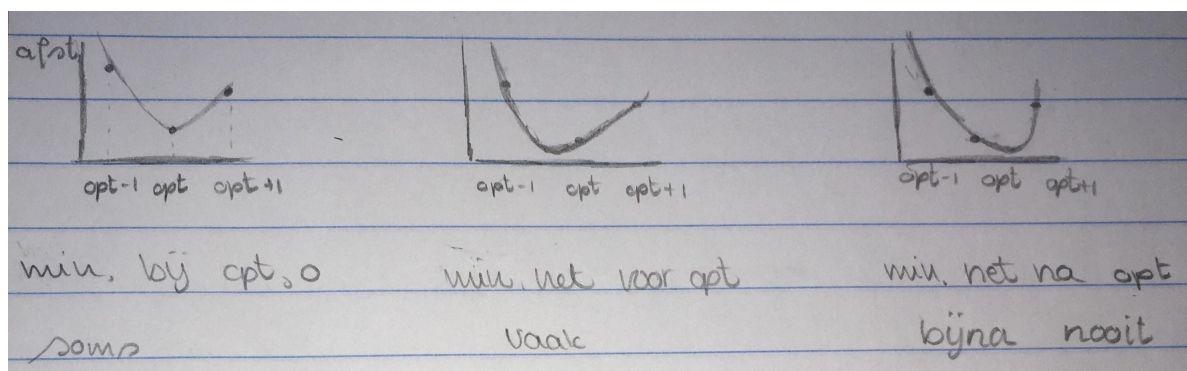 afst.
opt-1 opt opt+1
opt-1 opt opt+1
opt-1 opt opt+1
min. bij opt, 0
min. net voor opt
min. net na opt
soms
vaak
bijna nooit